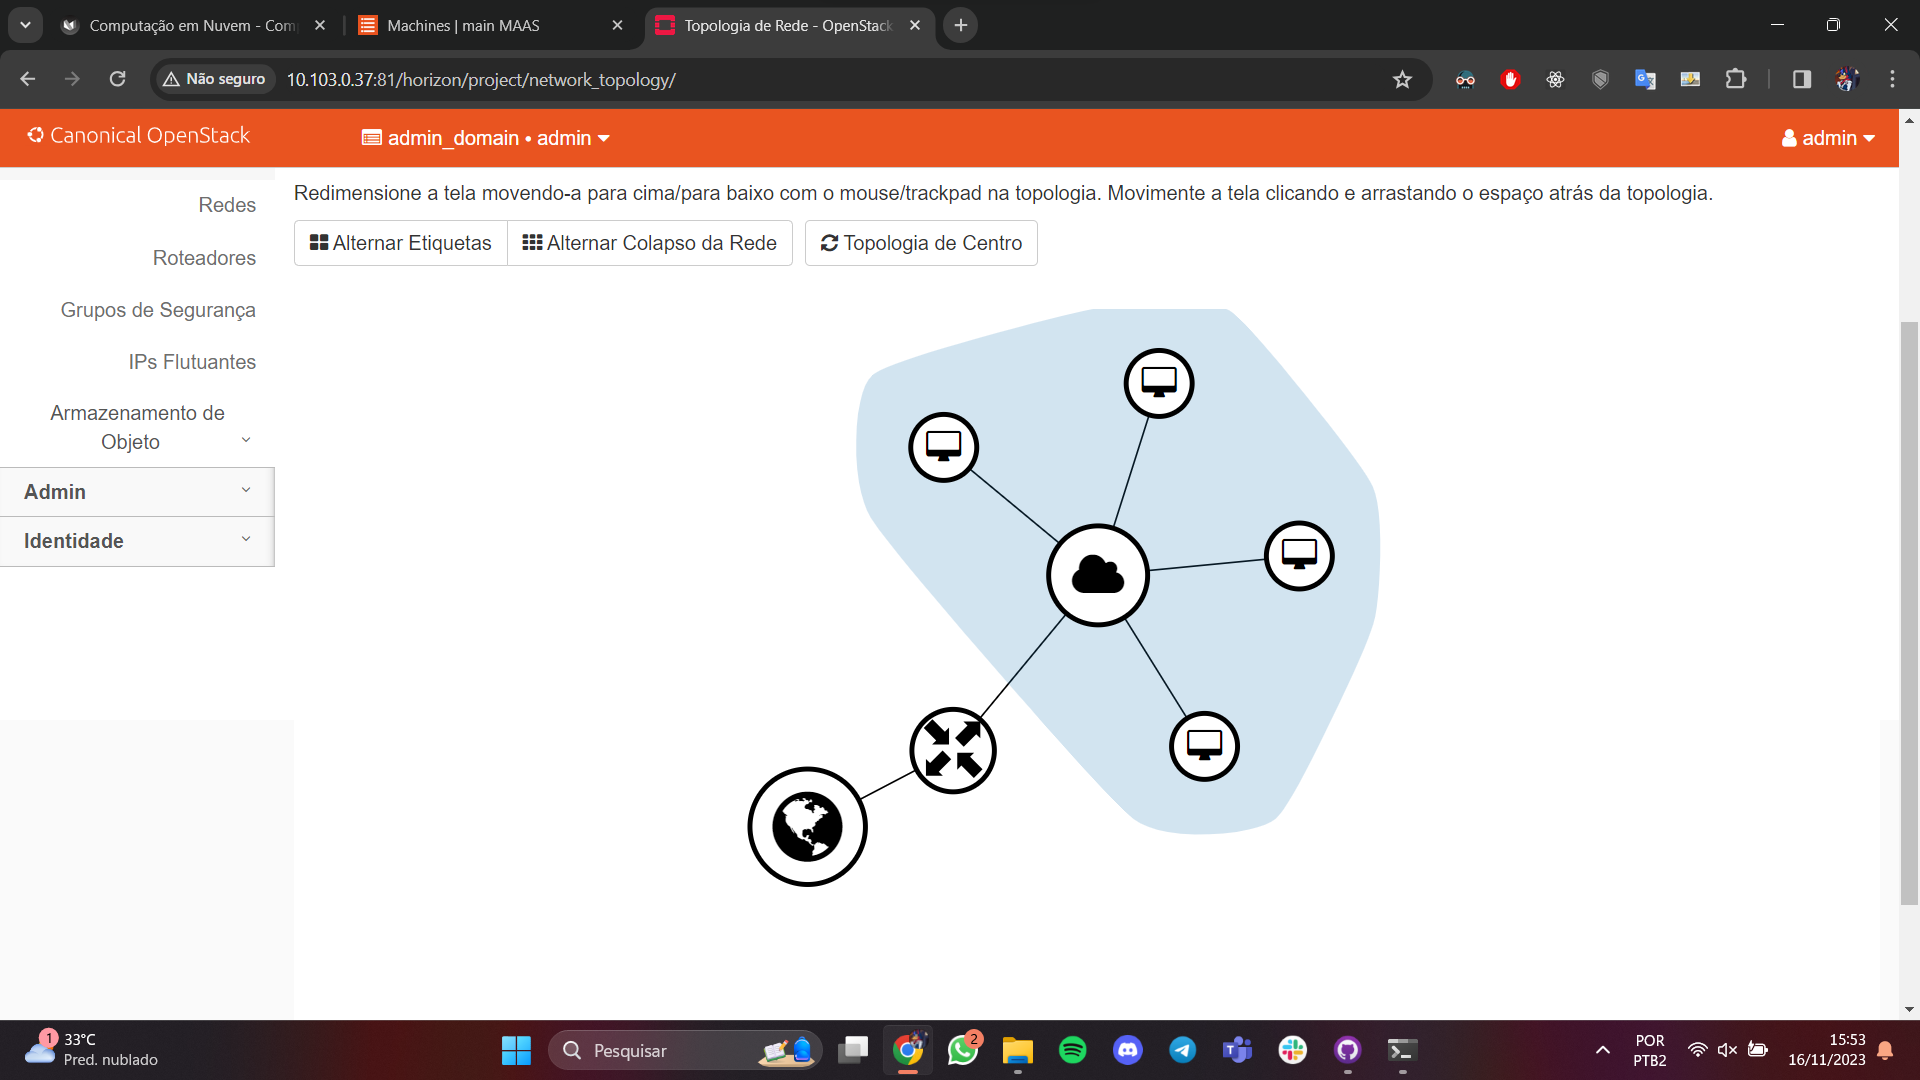 Computação em Nuvem - Com
Machines | main MAAS
Topologia de Rede - OpenStack
Não seguro
10.103.0.37:81/horizon/project/network_topology/
Canonical OpenStack
admin_domain • admin
admin
Redimensione a tela movendo-a para cima/para baixo com o mouse/trackpad na topologia. Movimente a tela clicando e arrastando o espaço atrás da topologia.
Redes
Roteadores
Grupos de Segurança
IPs Flutuantes
Armazenamento de
Objeto
Admin
Identidade
Alternar Etiquetas
Alternar Colapso da Rede
Topologia de Centro
1
33°C
Pred. nublado
Pesquisar
2
POR
PTB2
15:53
16/11/2023